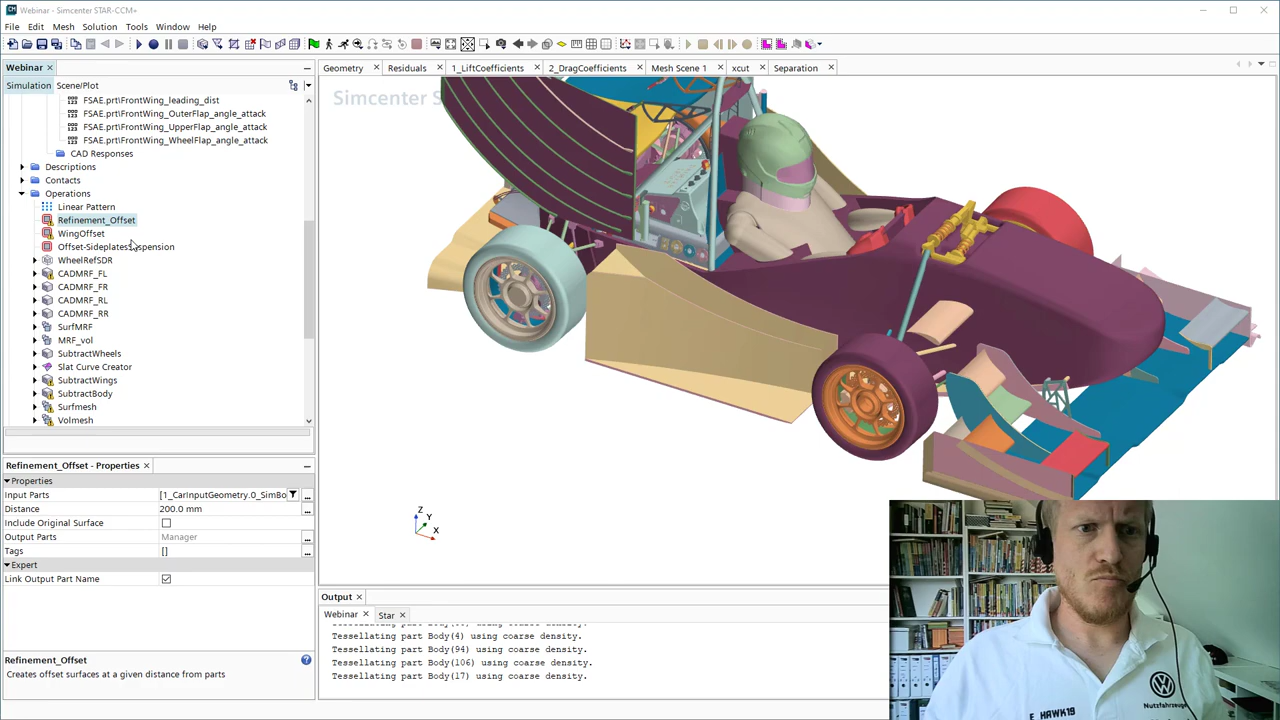 Webinar - Simcenter STAR-CCM+
File Edit Mesh Solution Tools Window Help
Webinar
Geometry Residuals 1_LiftCoefficients 2_DragCoefficients Mesh Scene 1 xcut Separation
Simulation Scene/Plot
Simcenter S
FSAE.prt\FrontWing_leading_dist
FSAE.prt\FrontWing_OuterFlap_angle_attack
FSAE.prt\FrontWing_UpperFlap_angle_attack
FSAE.prt\FrontWing_WheelFlap_angle_attack
CAD Responses
Descriptions
Contacts
Operations
Linear Pattern
Refinement_Offset
WingOffset
Offset-SideplatesSuspension
WheelRefSDR
CADMRF_FL
CADMRF_FR
CADMRF_RL
CADMRF_RR
SurfMRF
MRF_vol
SubtractWheels
Slat Curve Creator
SubtractWings
SubtractBody
Surfmesh
Volmesh
Refinement_Offset - Properties
Properties
Input Parts [1_CarInputGeometry.0_SimBo
Distance 200.0 mm
Include Original Surface
Output Parts Manager
Tags []
Expert
Link Output Part Name
Refinement_Offset
Creates offset surfaces at a given distance from parts
Z
Y
X
Output
Webinar Star
Tessellating part Body(4) using coarse density.
Tessellating part Body(94) using coarse density.
Tessellating part Body(106) using coarse density.
Tessellating part Body(17) using coarse density.
Nutzfahrzeuge
E HAWK19